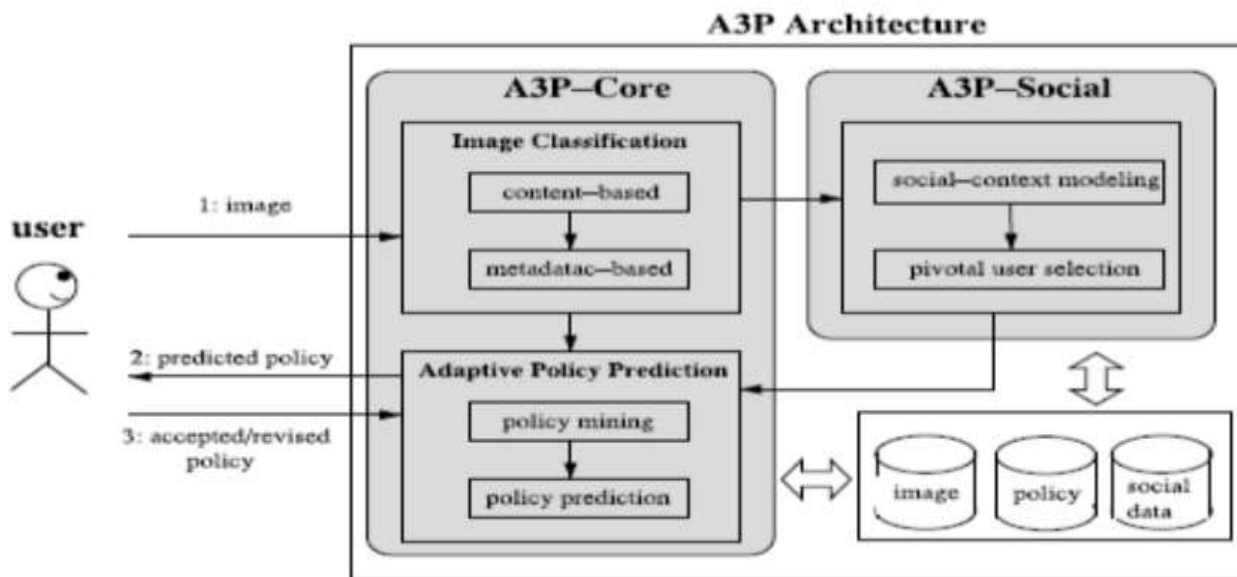 A3P Architecture
A3P–Core
Image Classification
content–based
metadatac–based
Adaptive Policy Prediction
policy mining
policy prediction
A3P–Social
social–context modeling
pivotal user selection
user
1: image
2: predicted policy
3: accepted/revised
policy
image
policy
social
data